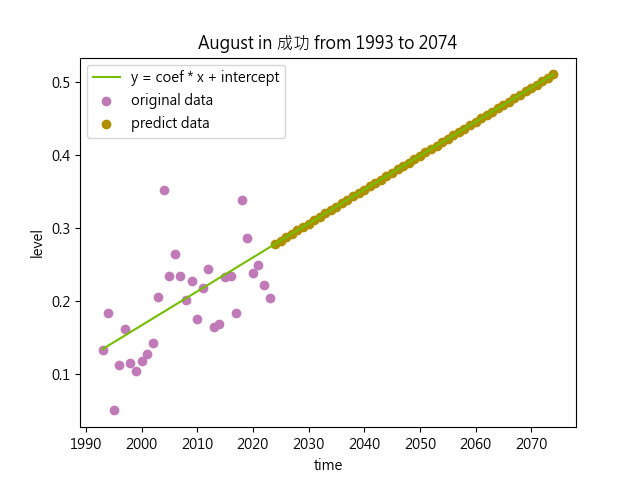 August in 成功 from 1993 to 2074
y = coef * x + intercept
original data
predict data
level
0.5
0.4
0.3
0.2
0.1
1990 2000 2010 2020 2030 2040 2050 2060 2070
time